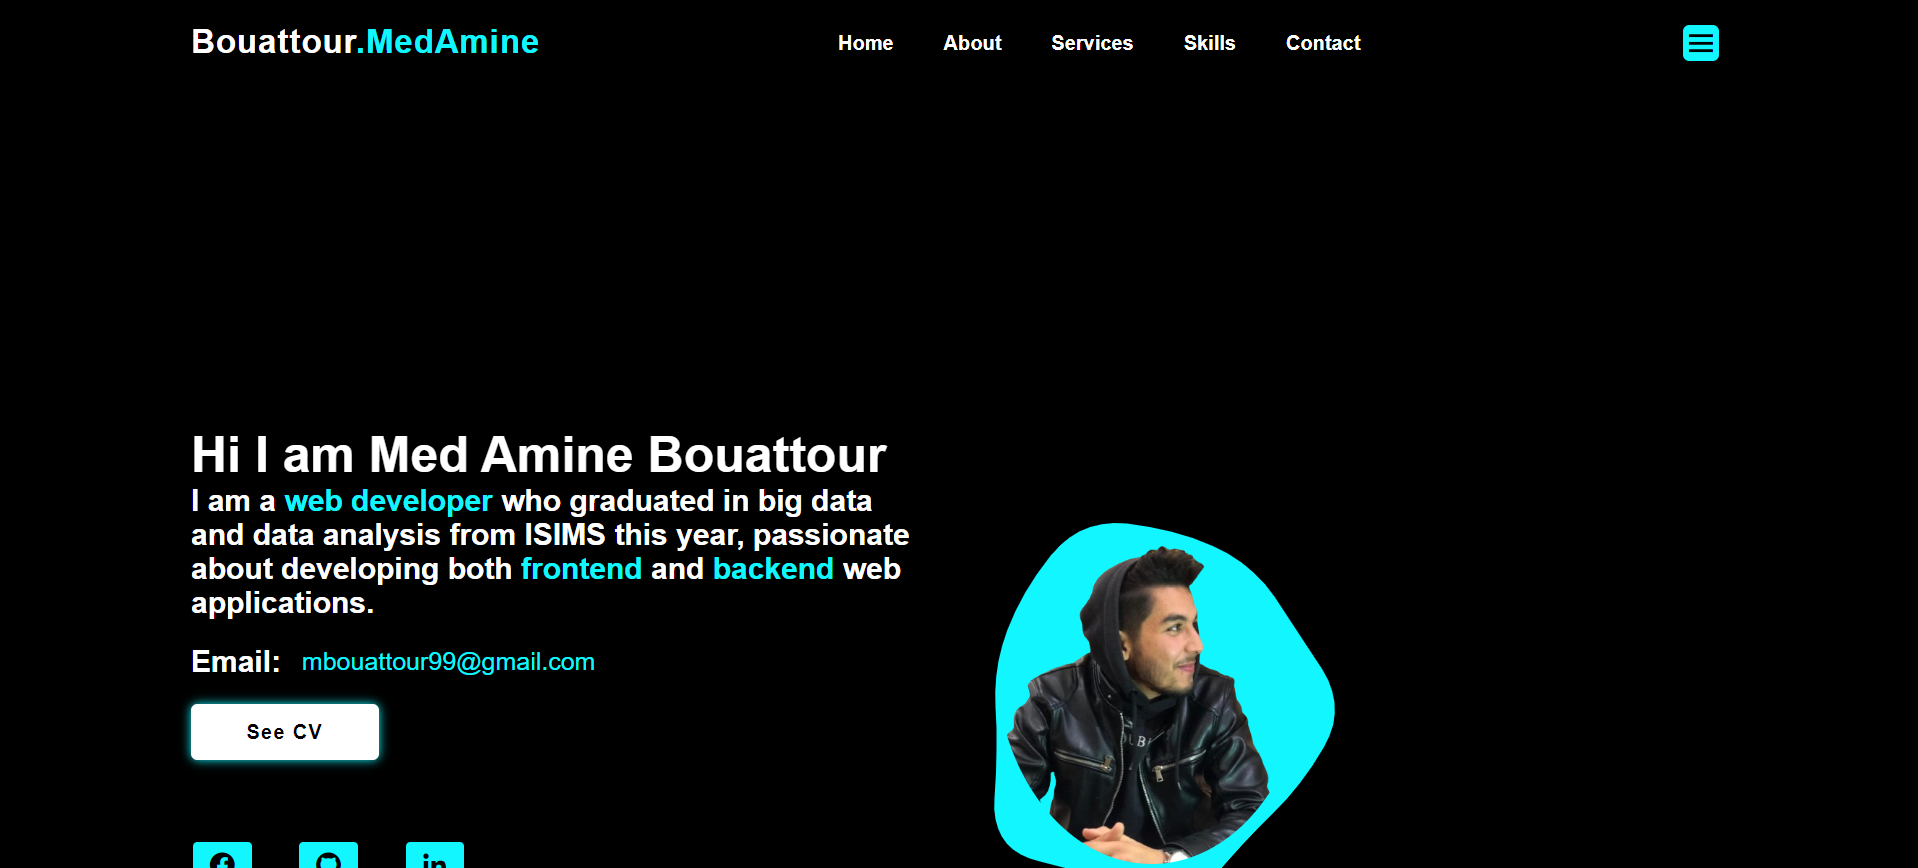 Bouattour.MedAmine
Home About Services Skills Contact
Hi I am Med Amine Bouattour
I am a web developer who graduated in big data
and data analysis from ISIMS this year, passionate
about developing both frontend and backend web
applications.
Email: mbouattour99@gmail.com
See CV
in